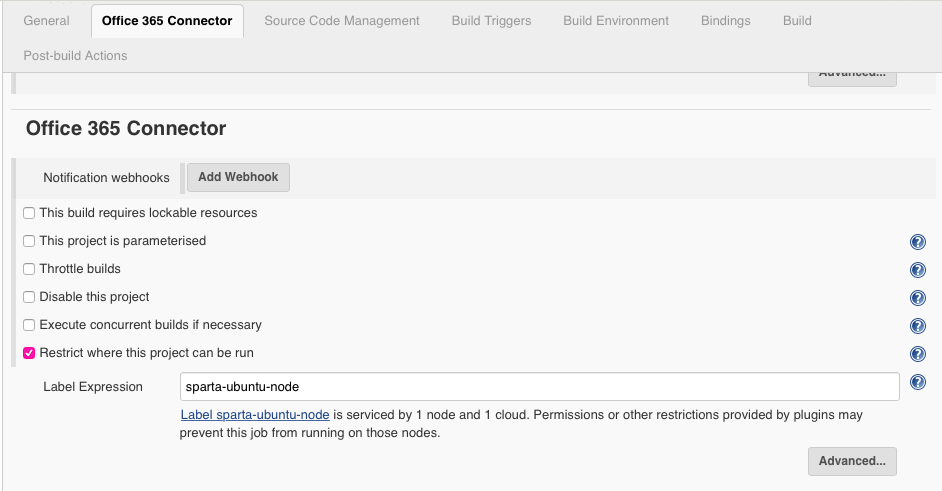 General Office 365 Connector Source Code Management Build Triggers Build Environment Bindings Build
Post-build Actions
Advanced...
Office 365 Connector
Notification webhooks Add Webhook
This build requires lockable resources
This project is parameterised ?
Throttle builds ?
Disable this project ?
Execute concurrent builds if necessary ?
Restrict where this project can be run ?
Label Expression sparta-ubuntu-node ?
Label sparta-ubuntu-node is serviced by 1 node and 1 cloud. Permissions or other restrictions provided by plugins may
prevent this job from running on those nodes.
Advanced...